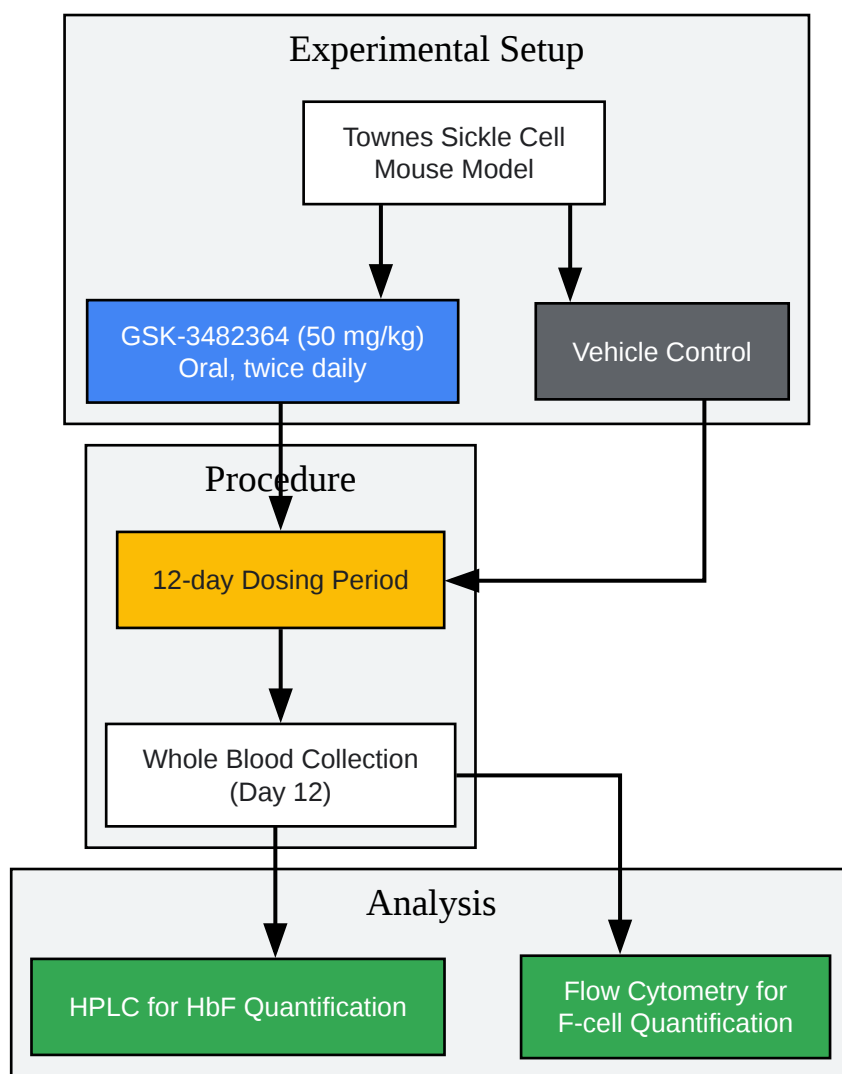 Experimental Setup
Townes Sickle Cell
Mouse Model
GSK-3482364 (50 mg/kg)
Oral, twice daily
Vehicle Control
Procedure
12-day Dosing Period
Whole Blood Collection
(Day 12)
Analysis
HPLC for HbF Quantification
Flow Cytometry for
F-cell Quantification